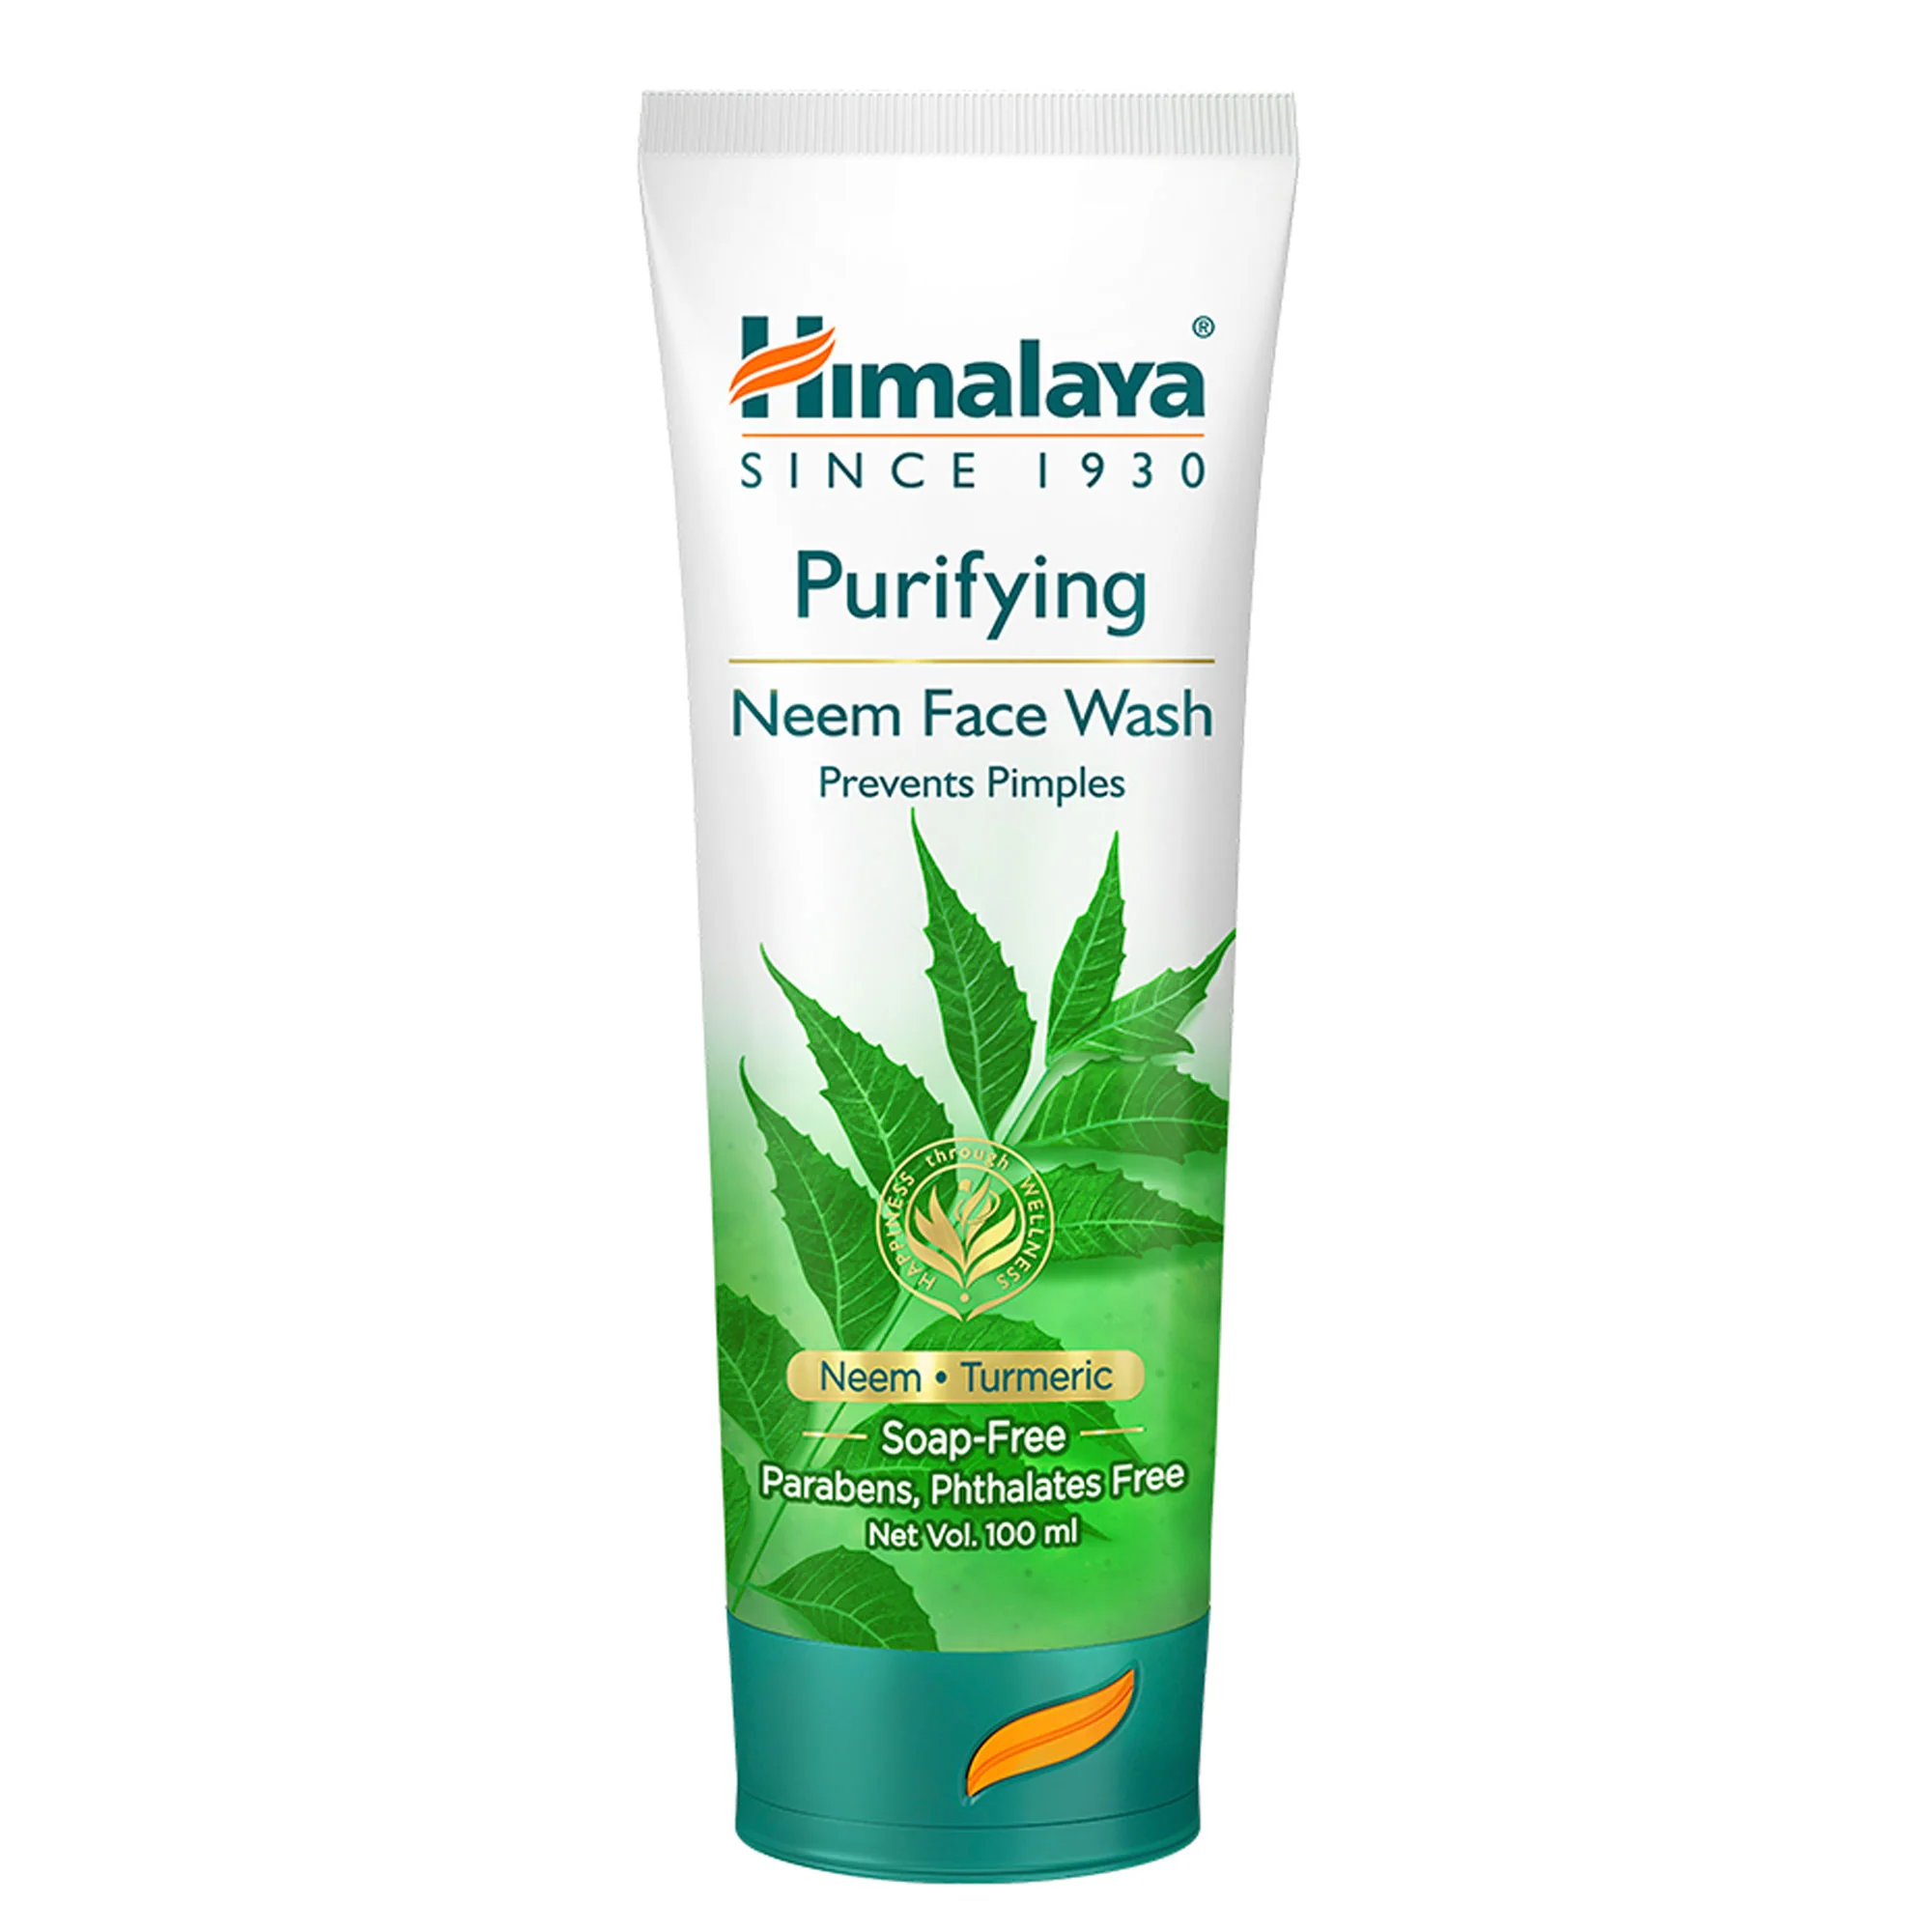 Himalaya®
SINCE 1930
Purifying
Neem Face Wash
Prevents Pimples
HAPPINESS through WELLNESS
Neem • Turmeric
Soap-Free
Parabens, Phthalates Free
Net Vol. 100 ml